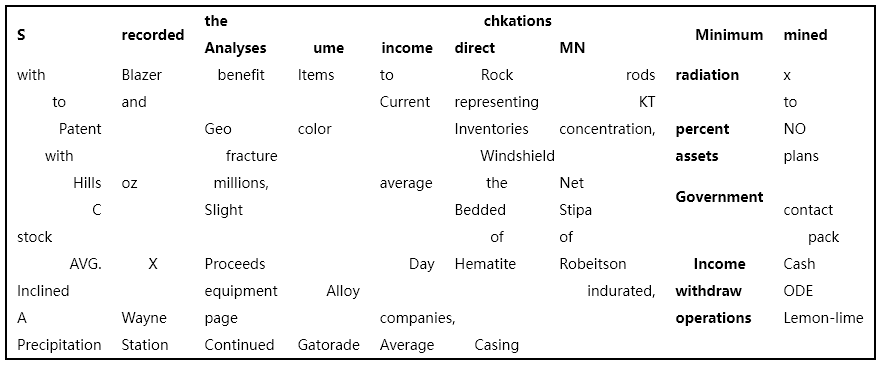 the chkations
S recorded Minimum mined
Analyses ume income direct MN
with Blazer benefit Items to Rock rods radiation x
to and Current representing KT to
Patent Geo color Inventories concentration, percent NO
with fracture Windshield assets plans
Hills oz millions, average the Net
Government
C Slight Bedded Stipa contact
stock of of pack
AVG. X Proceeds Day Hematite Robeitson Income Cash
Inclined equipment Alloy indurated, withdraw ODE
A Wayne page companies, operations Lemon-lime
Precipitation Station Continued Gatorade Average Casing